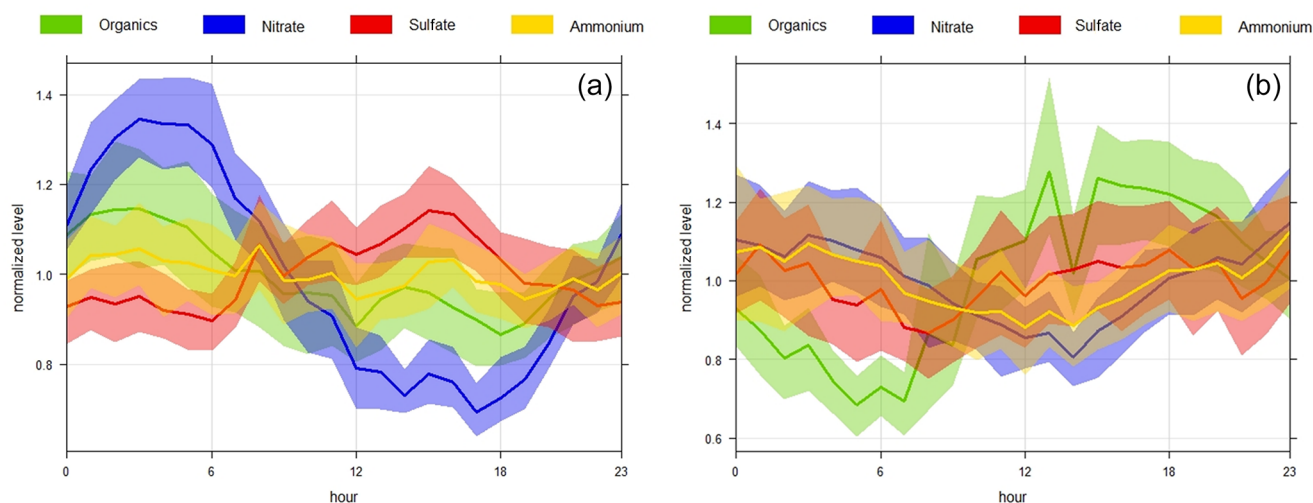 Organics Nitrate Sulfate Ammonium
(a)
normalized level
1.4
1.2
1.0
0.8
0 6 12 18 23
hour
Organics Nitrate Sulfate Ammonium
(b)
normalized level
1.4
1.2
1.0
0.8
0.6
0 6 12 18 23
hour